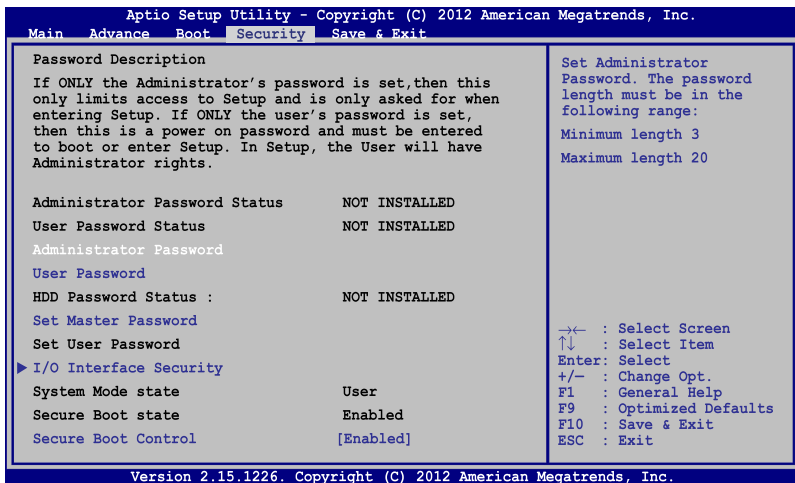 Aptio Setup Utility - Copyright (C) 2012 American Megatrends, Inc.
Main Advance Boot Security Save & Exit
Password Description
If ONLY the Administrator's password is set,then this
only limits access to Setup and is only asked for when
entering Setup. If ONLY the user's password is set,
then this is a power on password and must be entered
to boot or enter Setup. In Setup, the User will have
Administrator rights.
Administrator Password Status NOT INSTALLED
User Password Status NOT INSTALLED
Administrator Password
User Password
HDD Password Status : NOT INSTALLED
Set Master Password
Set User Password
I/O Interface Security
System Mode state User
Secure Boot state Enabled
Secure Boot Control [Enabled]
Set Administrator
Password. The password
length must be in the
following range:
Minimum length 3
Maximum length 20
→← : Select Screen
↑↓ : Select Item
Enter: Select
+/— : Change Opt.
F1 : General Help
F9 : Optimized Defaults
F10 : Save & Exit
ESC : Exit
Version 2.15.1226. Copyright (C) 2012 American Megatrends, Inc.